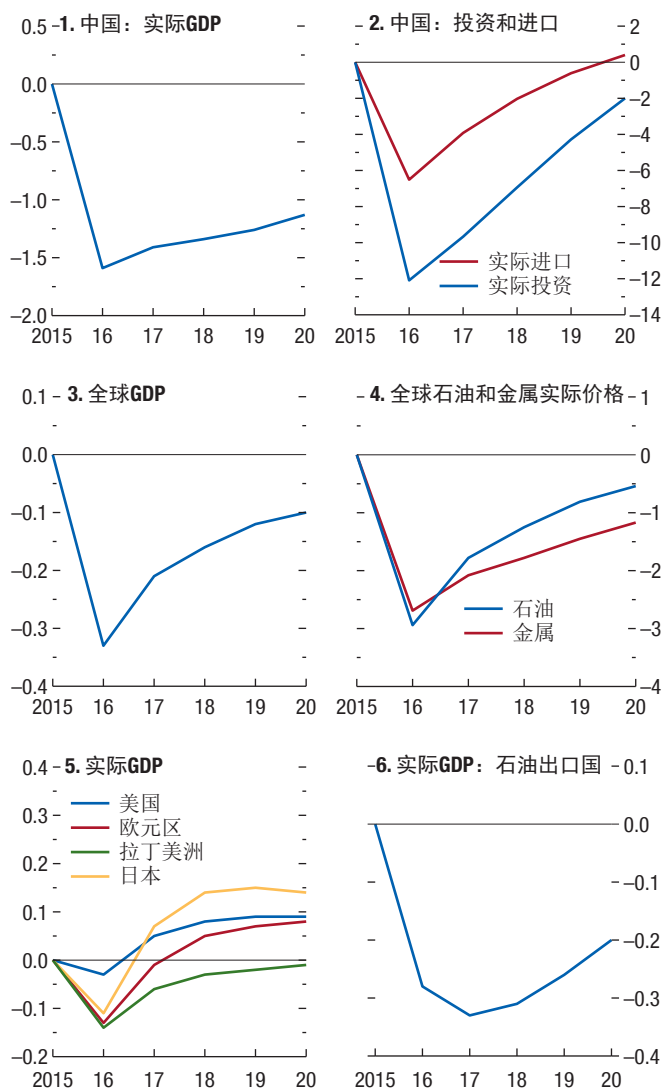 1. 中国：实际GDP
0.5
0.0
–0.5
–1.0
–1.5
–2.0
2015 16 17 18 19 20
2. 中国：投资和进口
2
0
–2
–4
–6
–8
–10
–12
–14
实际进口
实际投资
2015 16 17 18 19 20
3. 全球GDP
0.1
0.0
–0.1
–0.2
–0.3
–0.4
2015 16 17 18 19 20
4. 全球石油和金属实际价格
1
0
–1
–2
–3
–4
石油
金属
2015 16 17 18 19 20
5. 实际GDP
0.4
0.3
0.2
0.1
0.0
–0.1
–0.2
美国
欧元区
拉丁美洲
日本
2015 16 17 18 19 20
6. 实际GDP：石油出口国
0.1
0.0
–0.1
–0.2
–0.3
–0.4
2015 16 17 18 19 20